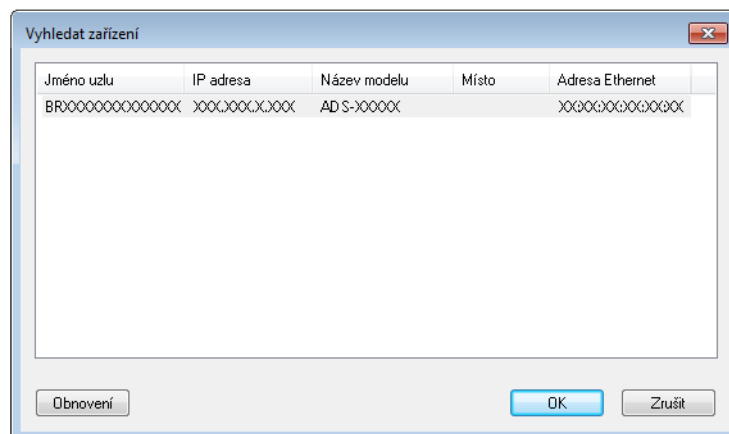 Vyhledat zařízení
Jméno uzlu IP adresa Název modelu Místo Adresa Ethernet
BRXXXXXXXXXXXXX XXX.XXX.X.XXX ADS-XXXXX XX:XX:XX:XX:XX:XX
Obnovení OK Zrušit